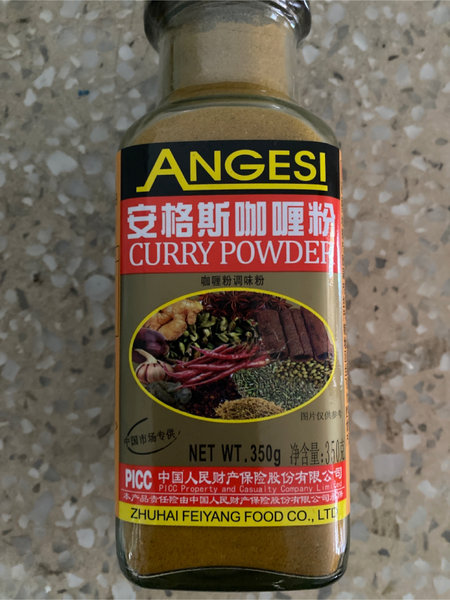 ANGESI
安格斯咖喱粉
CURRY POWDER
咖喱粉调味粉
图片仅供参考
中国市场专供!
NET WT.350g 净含量:350克
PICC 中国人民财产保险股份有限公司
PICC Property and Casualty Company Limited
本产品责任险由中国人民财产保险股份有限公司承保
ZHUHAI FEIYANG FOOD CO., LTD